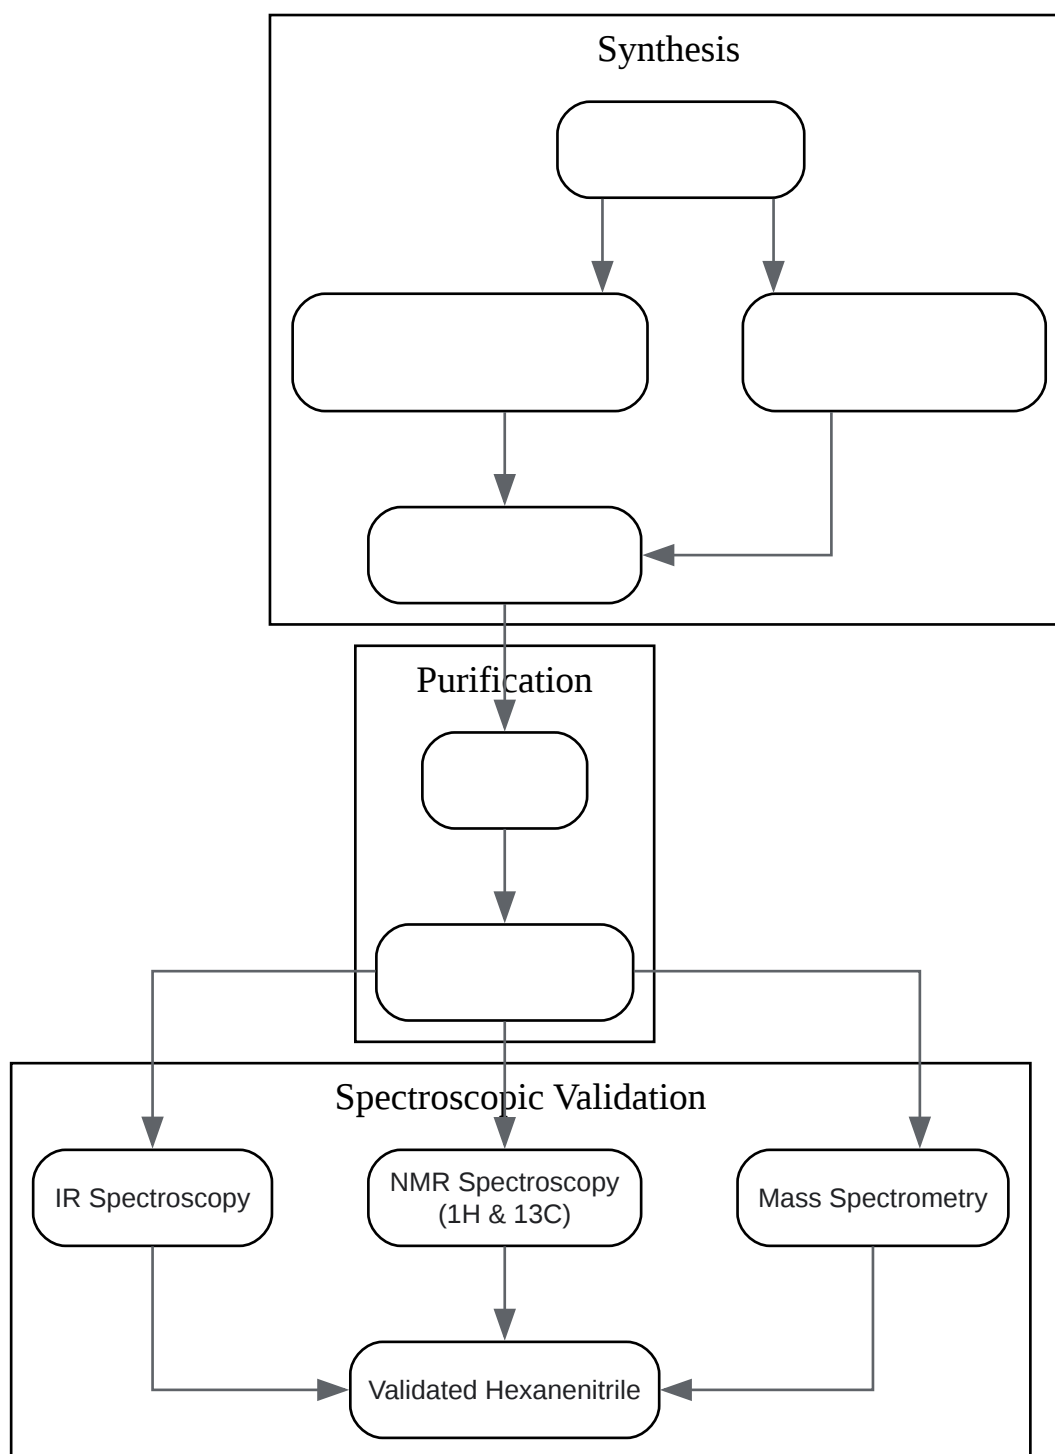 Synthesis
Purification
Spectroscopic Validation
IR Spectroscopy
NMR Spectroscopy
(1H & 13C)
Mass Spectrometry
Validated Hexanenitrile